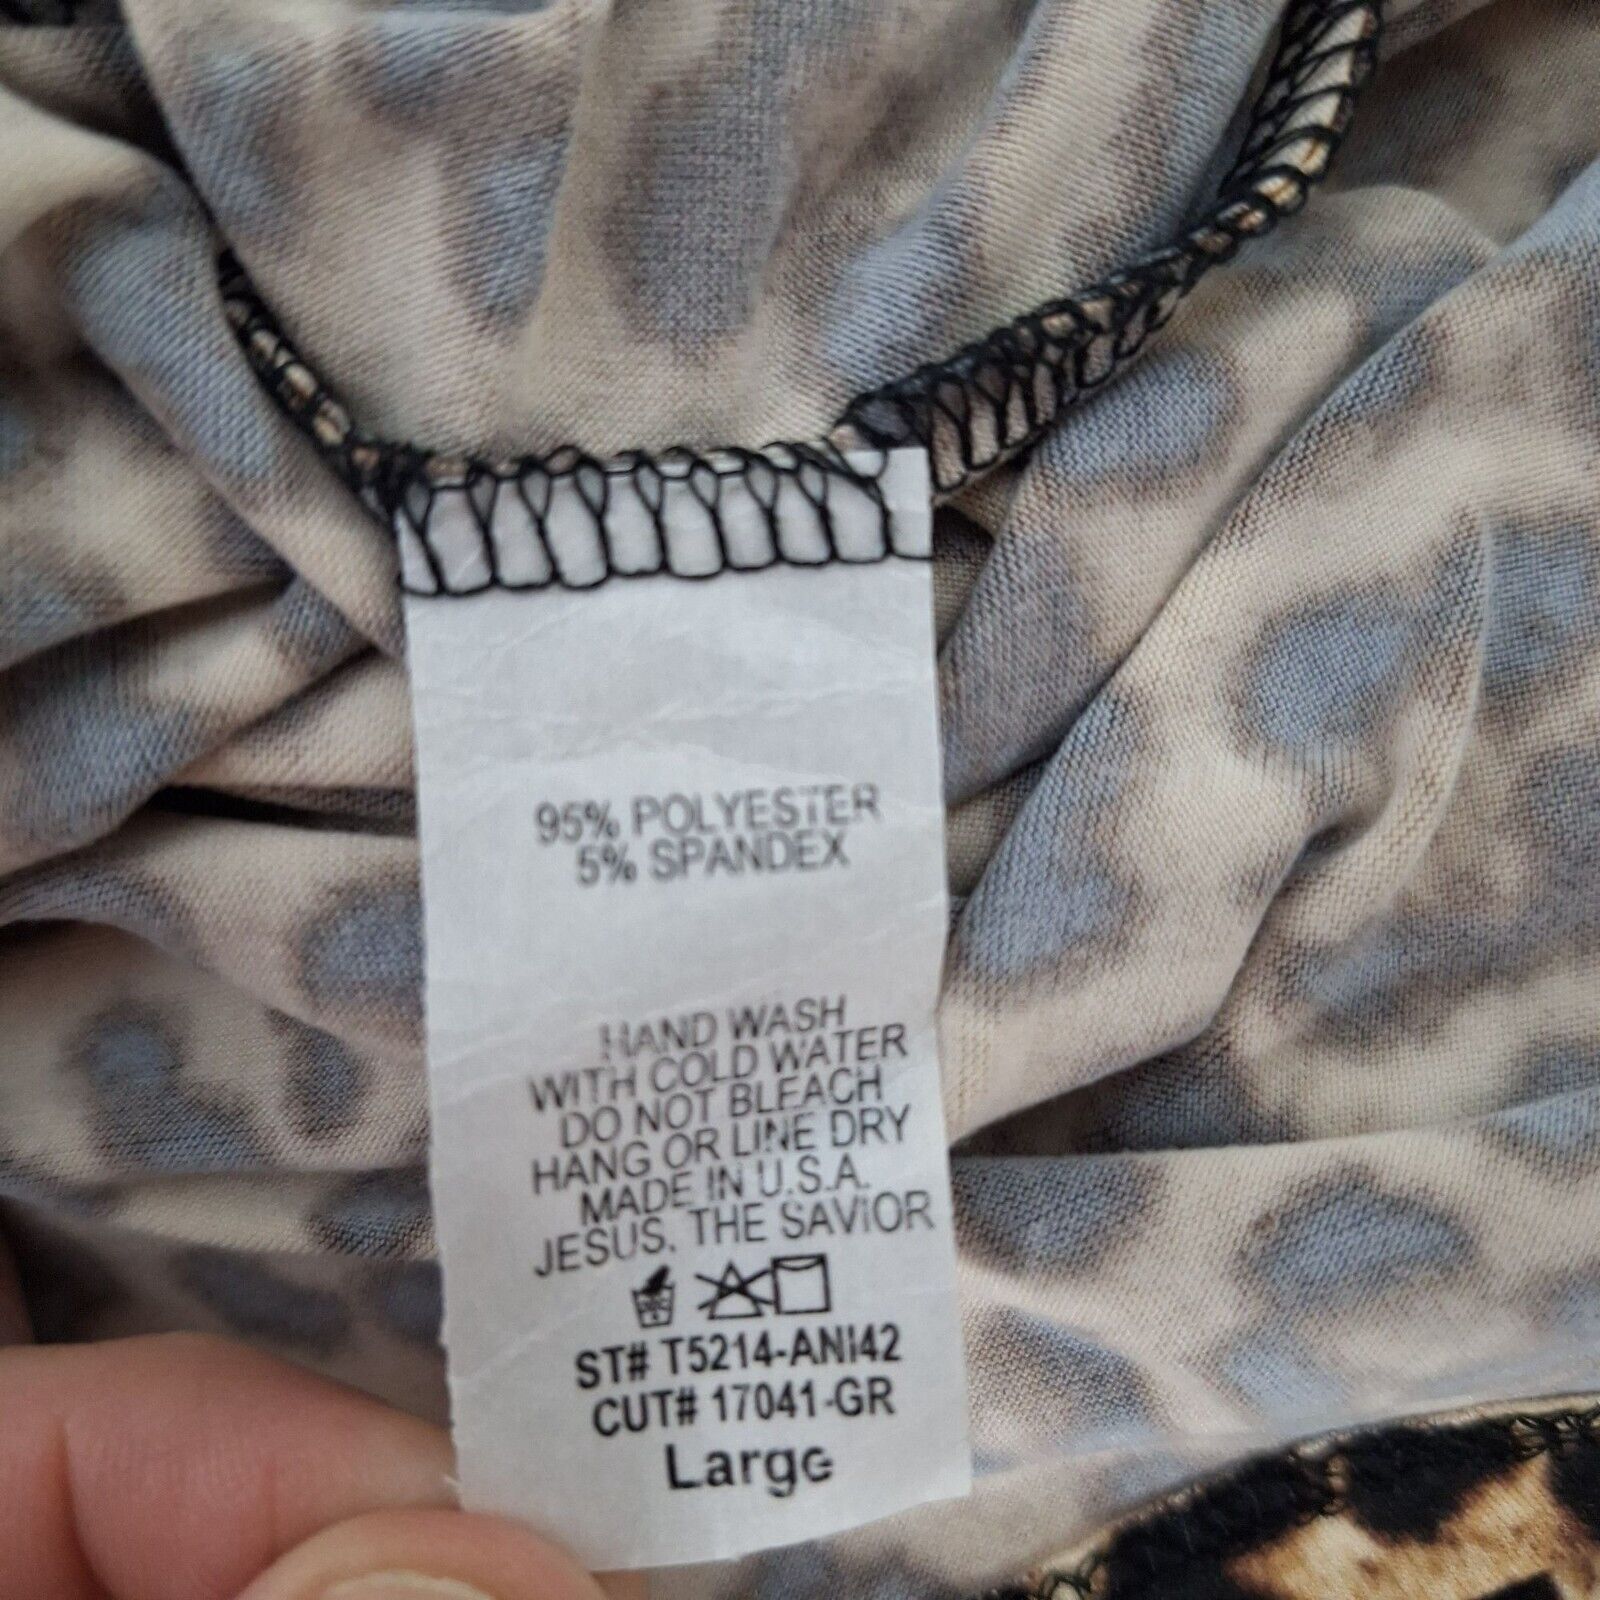 95% POLYESTER
5% SPANDEX
HAND WASH
WITH COLD WATER
DO NOT BLEACH
HANG OR LINE DRY
MADE IN U.S.A.
JESUS, THE SAVIOR
ST# T5214-ANI42
CUT# 17041-GR
Large